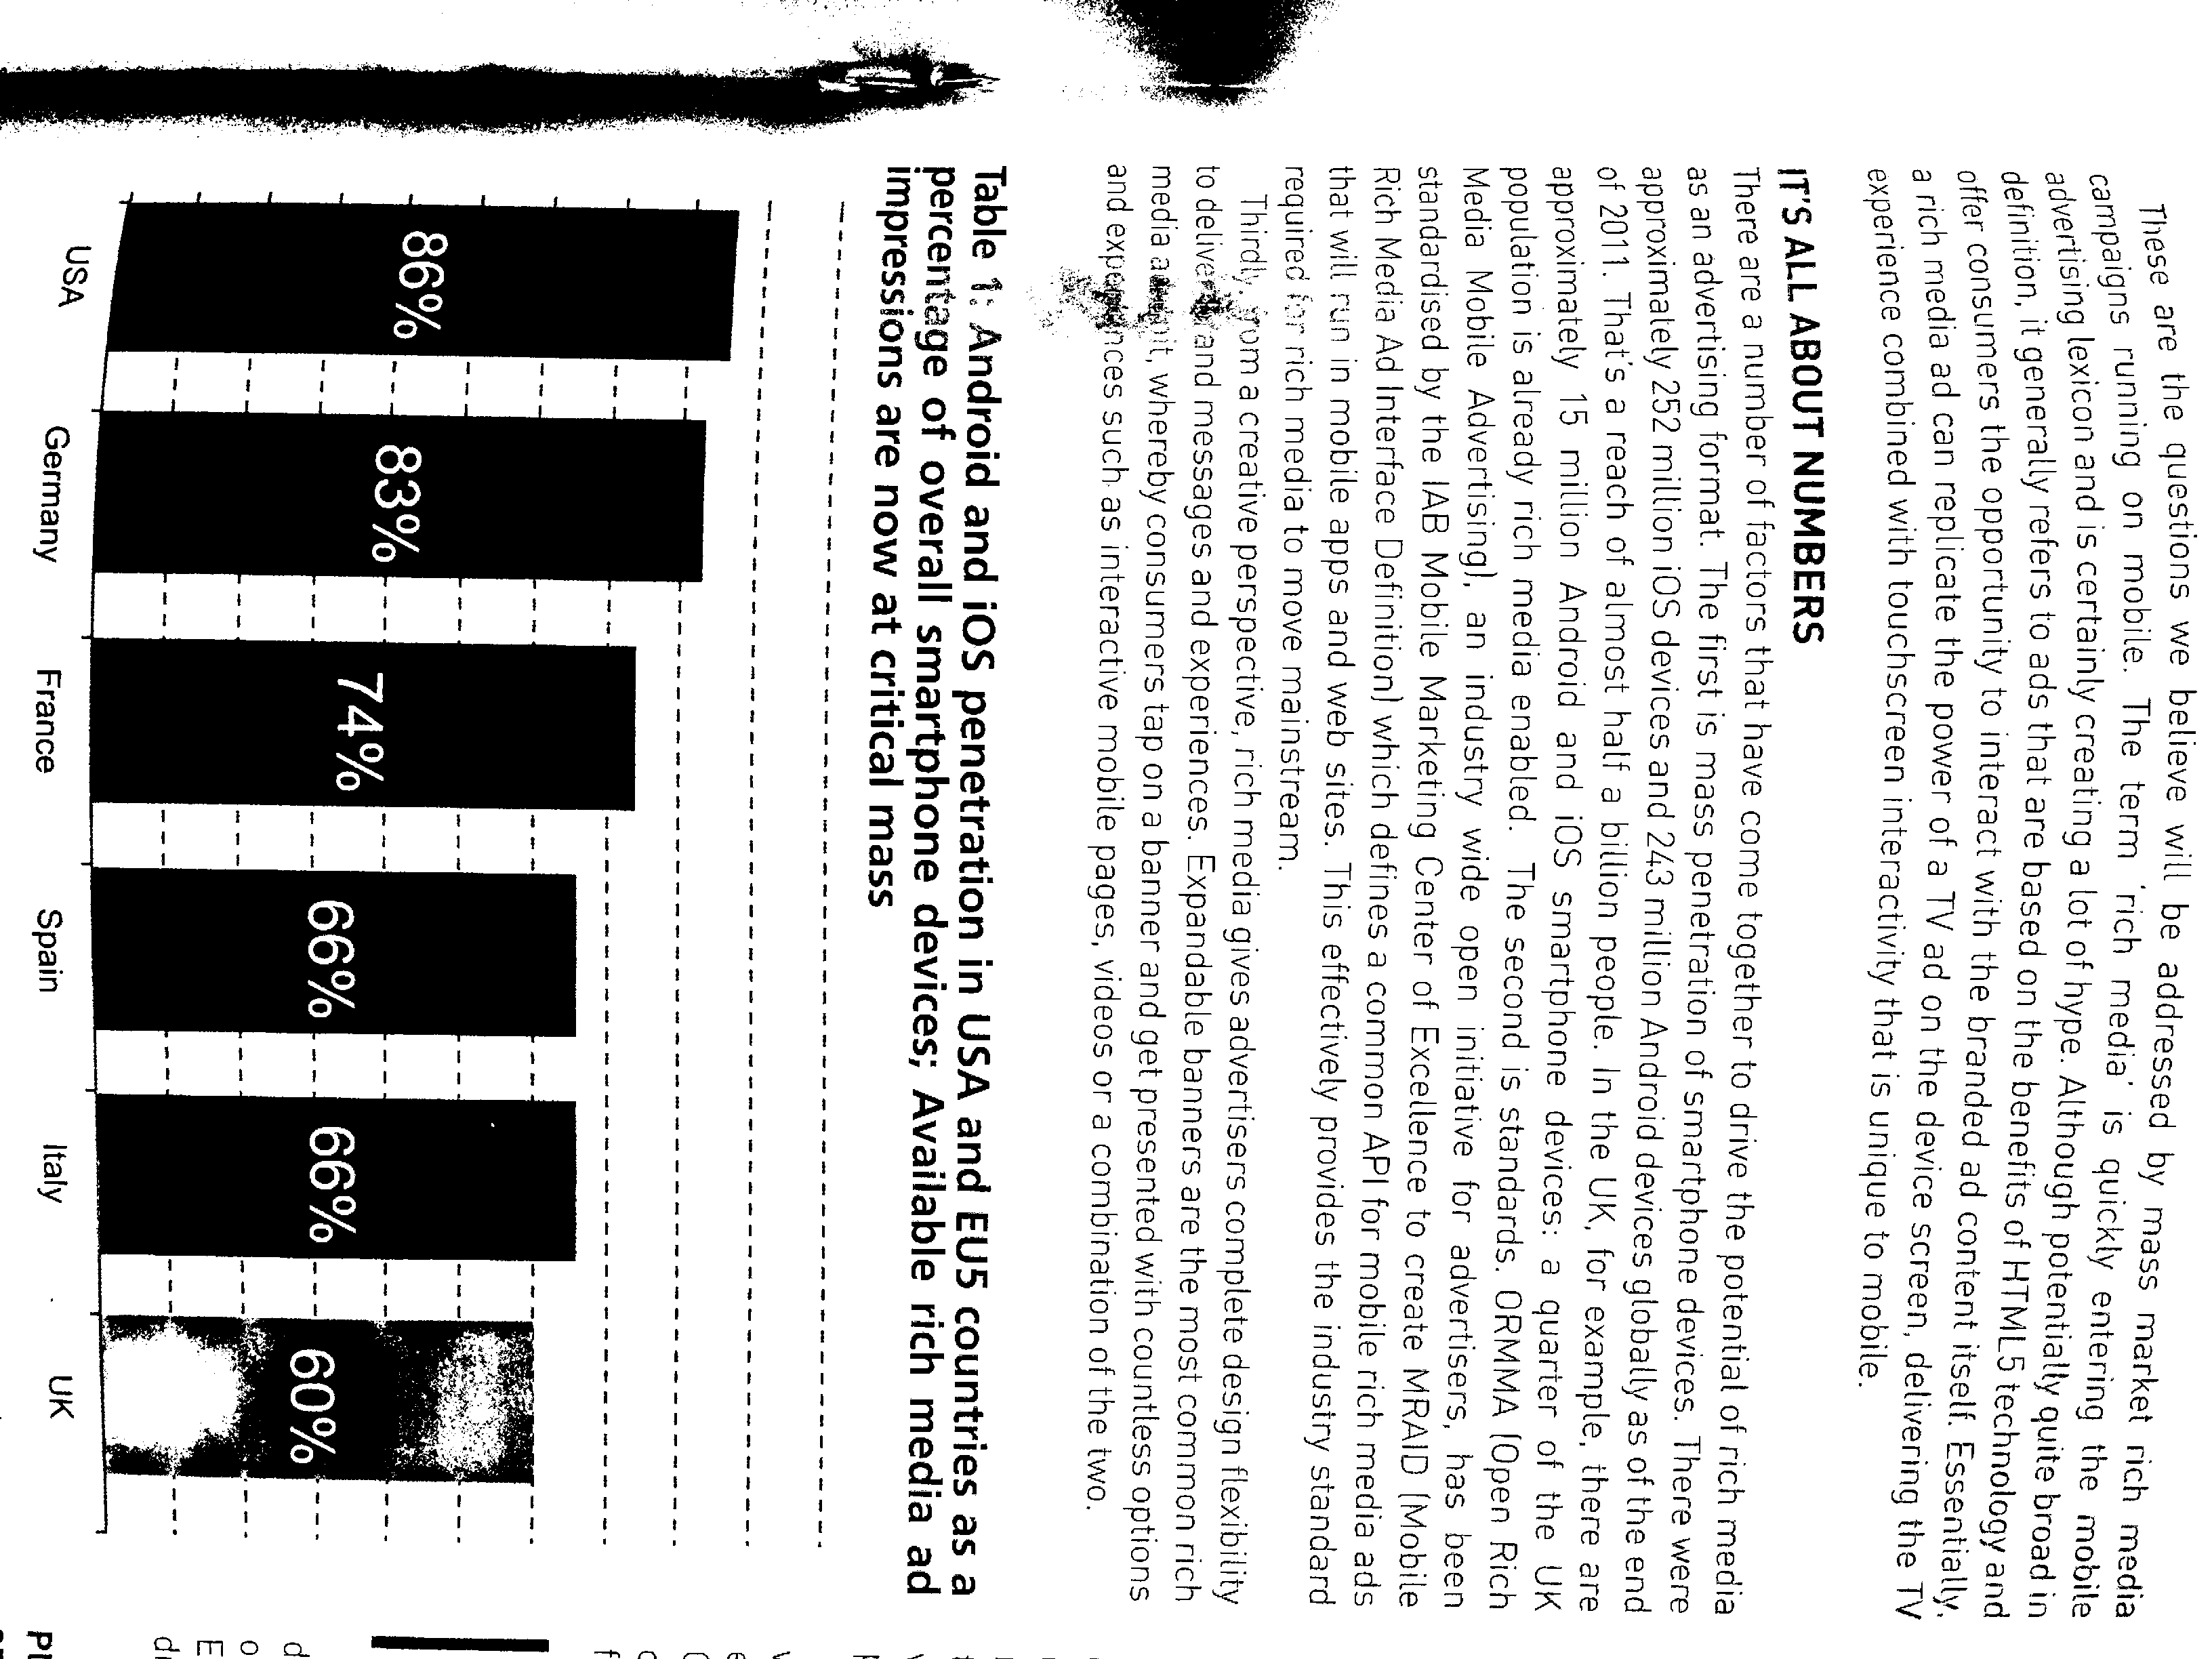 These are the questions we believe will be addressed by mass market rich media
campaigns running on mobile. The term 'rich media' is quickly entering the mobile
advertising lexicon and is certainly creating a lot of hype. Although potentially quite broad in
definition, it generally refers to ads that are based on the benefits of HTML5 technology and
offer consumers the opportunity to interact with the branded ad content itself. Essentially,
a rich media ad can replicate the power of a TV ad on the device screen, delivering the TV
experience combined with touchscreen interactivity that is unique to mobile.
IT'S ALL ABOUT NUMBERS
There are a number of factors that have come together to drive the potential of rich media
as an advertising format. The first is mass penetration of smartphone devices. There were
approximately 252 million iOS devices and 243 million Android devices globally as of the end
of 2011. That's a reach of almost half a billion people. In the UK, for example, there are
approximately 15 million Android and iOS smartphone devices: a quarter of the UK
population is already rich media enabled. The second is standards. ORMMA (Open Rich
Media Mobile Advertising), an industry wide open initiative for advertisers, has been
standardised by the IAB Mobile Marketing Center of Excellence to create MRAID (Mobile
Rich Media Ad Interface Definition) which defines a common API for mobile rich media ads
that will run in mobile apps and web sites. This effectively provides the industry standard
required for rich media to move mainstream.
Thirdly, from a creative perspective, rich media gives advertisers complete design flexibility
to deliver and messages and experiences. Expandable banners are the most common rich
media ad unit, whereby consumers tap on a banner and get presented with countless options
and experiences such as interactive mobile pages, videos or a combination of the two.
Table 1: Android and iOS penetration in USA and EU5 countries as a
percentage of overall smartphone devices; Available rich media ad
impressions are now at critical mass
86% 83% 74% 66% 66% 60%
USA Germany France Spain Italy UK